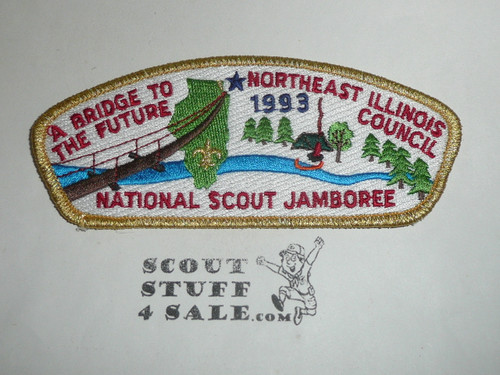 A BRIDGE TO
THE FUTURE
NORTHEAST ILLINOIS
1993 COUNCIL
NATIONAL SCOUT JAMBOREE
SCOUT
STUFF
4 SALE.COM